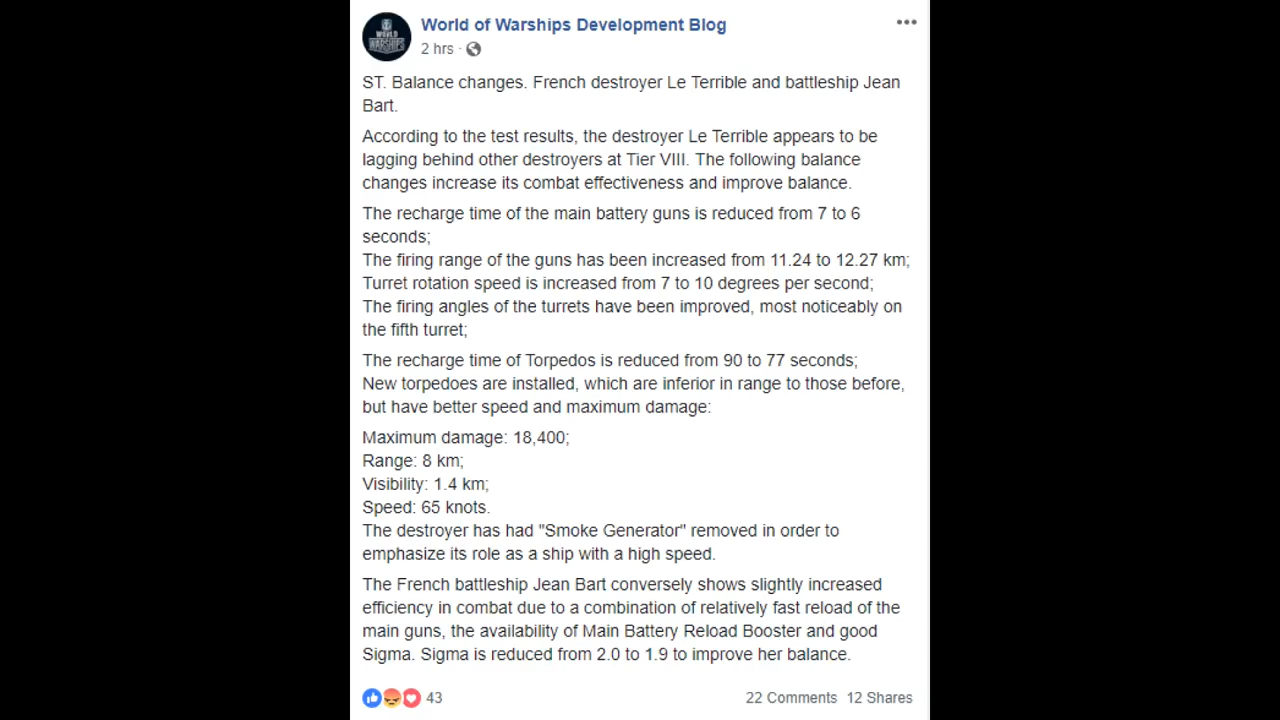 World of Warships Development Blog
WORLD OF
WARSHIPS
2 hrs ·
ST. Balance changes. French destroyer Le Terrible and battleship Jean
Bart.
According to the test results, the destroyer Le Terrible appears to be
lagging behind other destroyers at Tier VIII. The following balance
changes increase its combat effectiveness and improve balance.
The recharge time of the main battery guns is reduced from 7 to 6
seconds;
The firing range of the guns has been increased from 11.24 to 12.27 km;
Turret rotation speed is increased from 7 to 10 degrees per second;
The firing angles of the turrets have been improved, most noticeably on
the fifth turret;
The recharge time of Torpedos is reduced from 90 to 77 seconds;
New torpedoes are installed, which are inferior in range to those before,
but have better speed and maximum damage:
Maximum damage: 18,400;
Range: 8 km;
Visibility: 1.4 km;
Speed: 65 knots.
The destroyer has had "Smoke Generator" removed in order to
emphasize its role as a ship with a high speed.
The French battleship Jean Bart conversely shows slightly increased
efficiency in combat due to a combination of relatively fast reload of the
main guns, the availability of Main Battery Reload Booster and good
Sigma. Sigma is reduced from 2.0 to 1.9 to improve her balance.
43
22 Comments 12 Shares